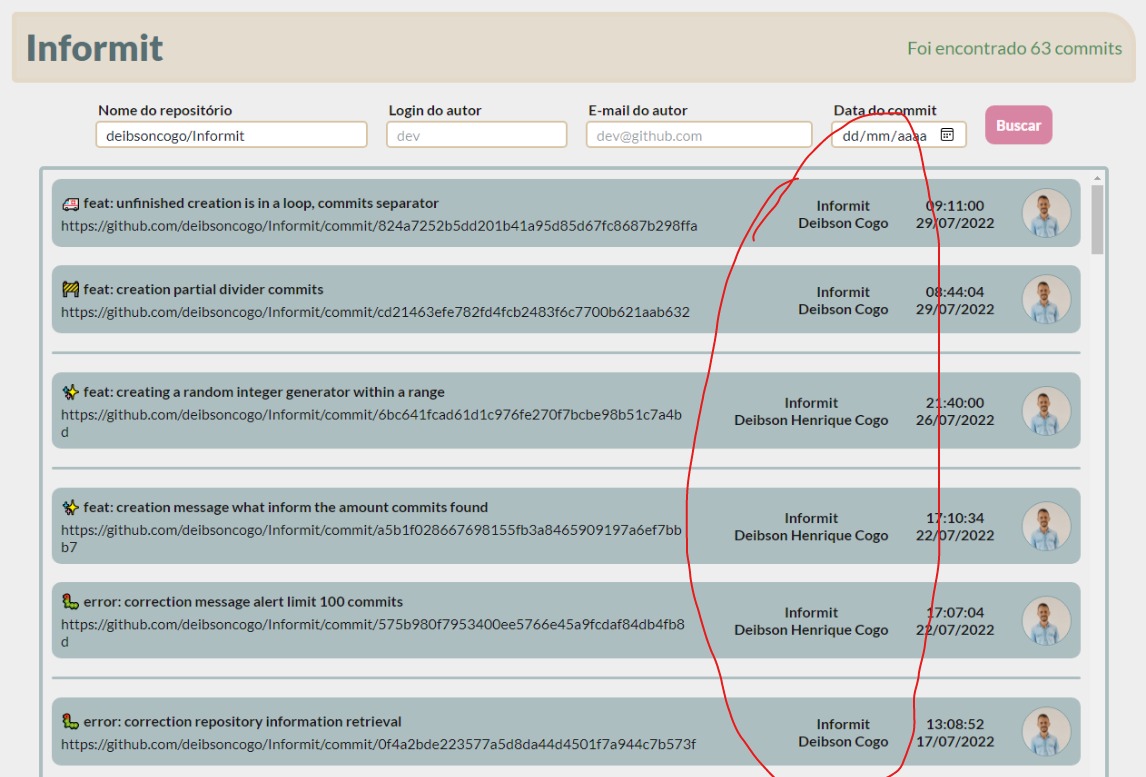 Informit
Foi encontrado 63 commits
Nome do repositório
Login do autor
E-mail do autor
Data do commit
deibsoncogo/Informit
dev
dev@github.com
dd/mm/aaaa
Buscar
feat: unfinished creation is in a loop, commits separator
https://github.com/deibsoncogo/Informit/commit/824a7252b5dd201b41a95d85d67fc8687b298ffa
Informit
Deibson Cogo
09:11:00
29/07/2022
feat: creation partial divider commits
https://github.com/deibsoncogo/Informit/commit/cd21463efe782fd4fcb2483f6c7700b621aab632
Informit
Deibson Cogo
08:44:04
29/07/2022
feat: creating a random integer generator within a range
https://github.com/deibsoncogo/Informit/commit/6bc641fcad61d1c976fe270f7bcbe98b51c7a4b
d
Informit
Deibson Henrique Cogo
21:40:00
26/07/2022
feat: creation message what inform the amount commits found
https://github.com/deibsoncogo/Informit/commit/a5b1f028667698155fb3a8465909197a6ef7bb
b7
Informit
Deibson Henrique Cogo
17:10:34
22/07/2022
error: correction message alert limit 100 commits
https://github.com/deibsoncogo/Informit/commit/575b980f7953400ee5766e45a9fcdaf84db4fb8
d
Informit
Deibson Henrique Cogo
17:07:04
22/07/2022
error: correction repository information retrieval
https://github.com/deibsoncogo/Informit/commit/0f4a2bde223577a5d8da44d4501f7a944c7b573f
Informit
Deibson Cogo
13:08:52
17/07/2022